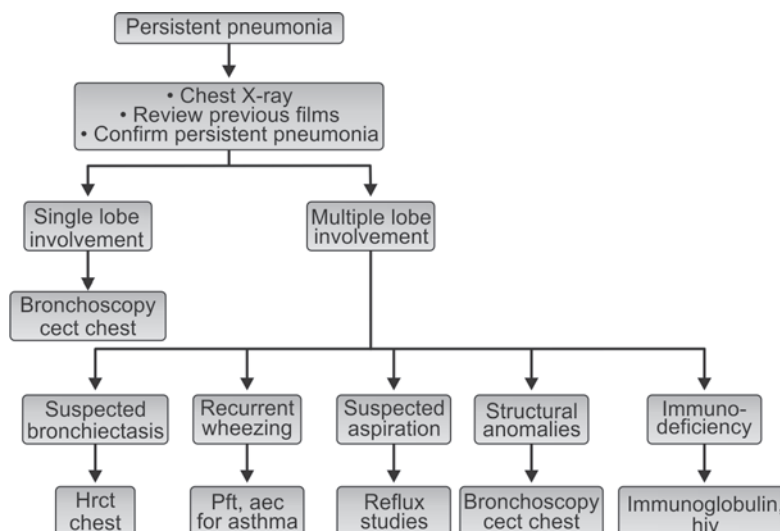 Persistent pneumonia
• Chest X-ray
• Review previous films
• Confirm persistent pneumonia
Single lobe
involvement
Multiple lobe
involvement
Bronchoscopy
cect chest
Suspected
bronchiectasis
Recurrent
wheezing
Suspected
aspiration
Structural
anomalies
Immuno-
deficiency
Hrct
chest
Pft, aec
for asthma
Reflux
studies
Bronchoscopy
cect chest
Immunoglobulin
hiv